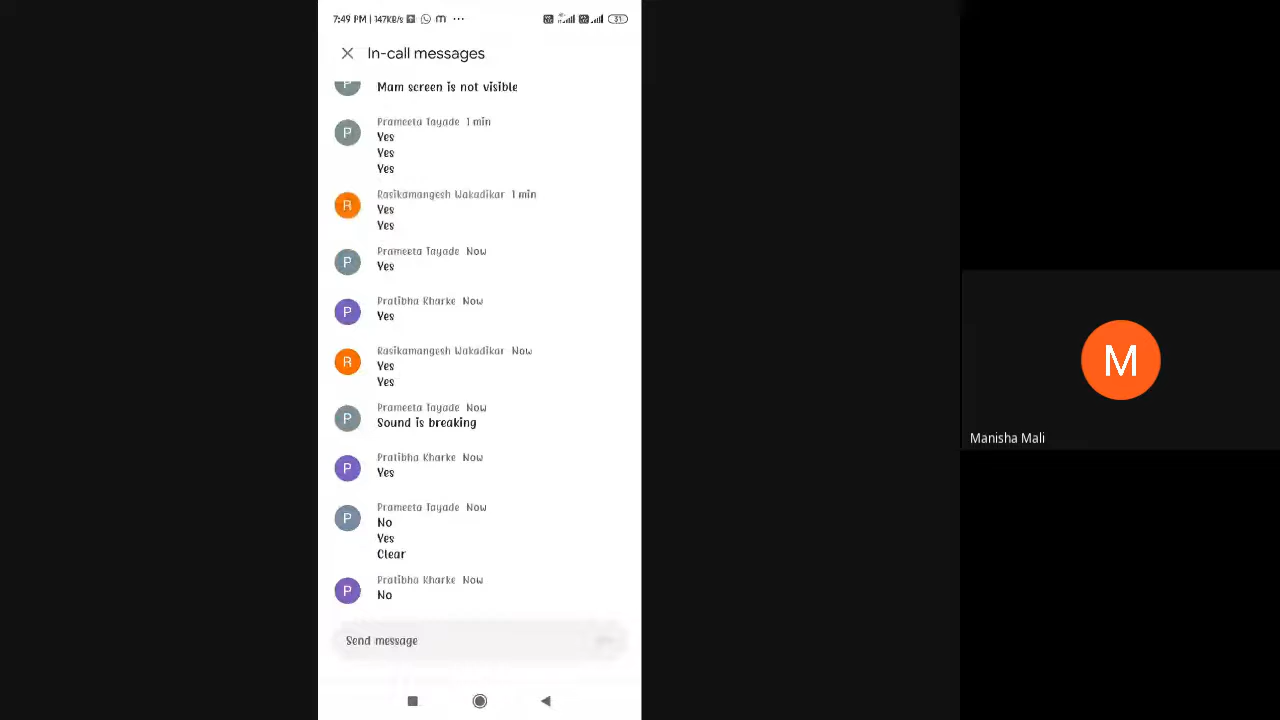 7:49 PM | 147KB/s
31
In-call messages
P
Mam screen is not visible
Prameeta Tayade 1 min
P
Yes
Yes
Yes
Rasikamangesh Wakadikar 1 min
R
Yes
Yes
Prameeta Tayade Now
P
Yes
Pratibha Kharke Now
P
Yes
Rasikamangesh Wakadikar Now
R
Yes
Yes
Prameeta Tayade Now
P
Sound is breaking
Pratibha Kharke Now
P
Yes
Prameeta Tayade Now
P
No
Yes
Clear
Pratibha Kharke Now
P
No
Send message
M
Manisha Mali